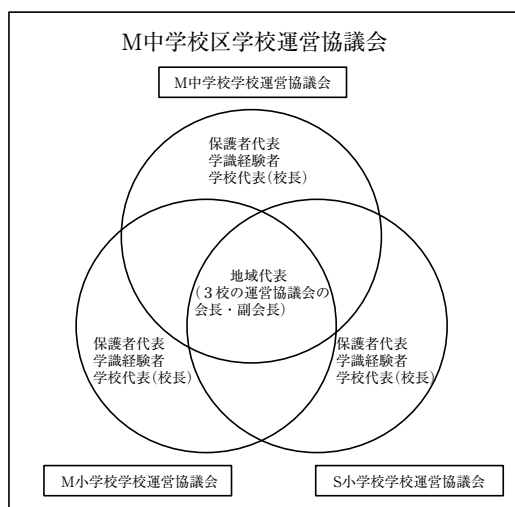 M中学校区学校運営協議会
M中学校学校運営協議会
保護者代表
学識経験者
学校代表(校長)
地域代表
(3校の運営協議会の
会長・副会長)
保護者代表
学識経験者
学校代表(校長)
保護者代表
学識経験者
学校代表(校長)
M小学校学校運営協議会
S小学校学校運営協議会